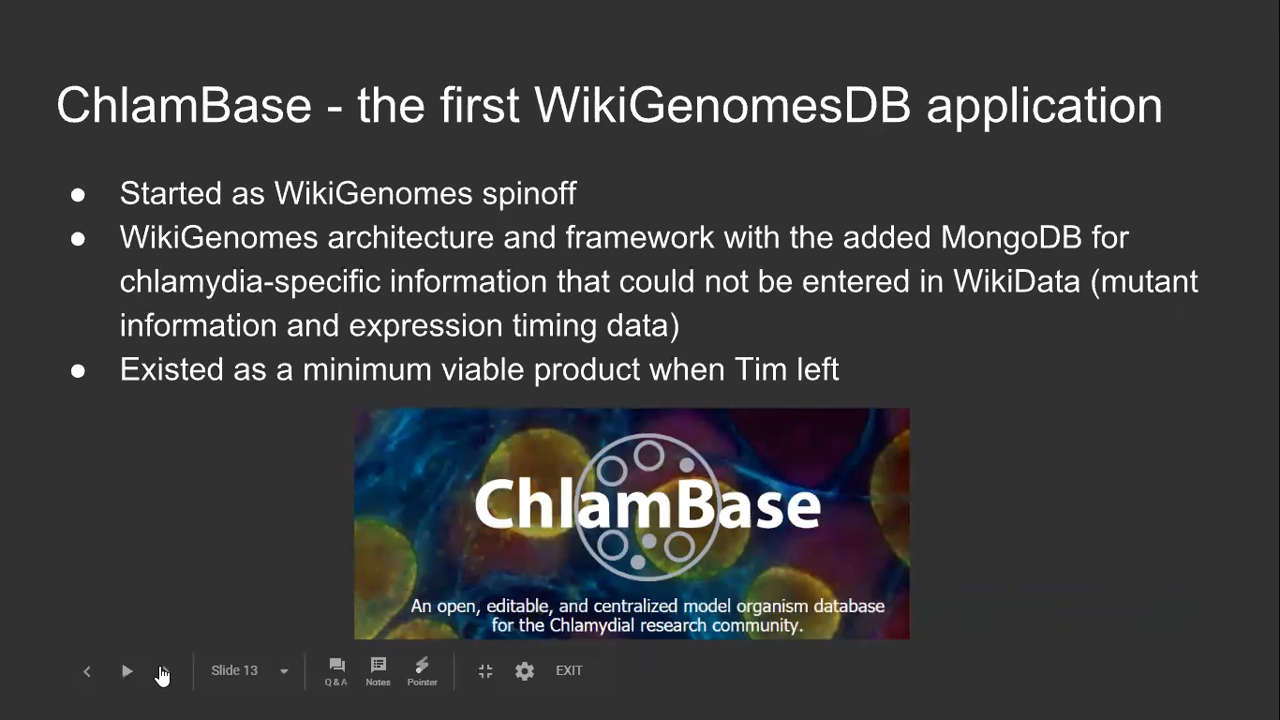 ChlamBase - the first WikiGenomesDB application
● Started as WikiGenomes spinoff
● WikiGenomes architecture and framework with the added MongoDB for
chlamydia-specific information that could not be entered in WikiData (mutant
information and expression timing data)
● Existed as a minimum viable product when Tim left
ChlamBase
An open, editable, and centralized model organism database
for the Chlamydial research community.
Slide 13
Q & A
Notes
Pointer
EXIT